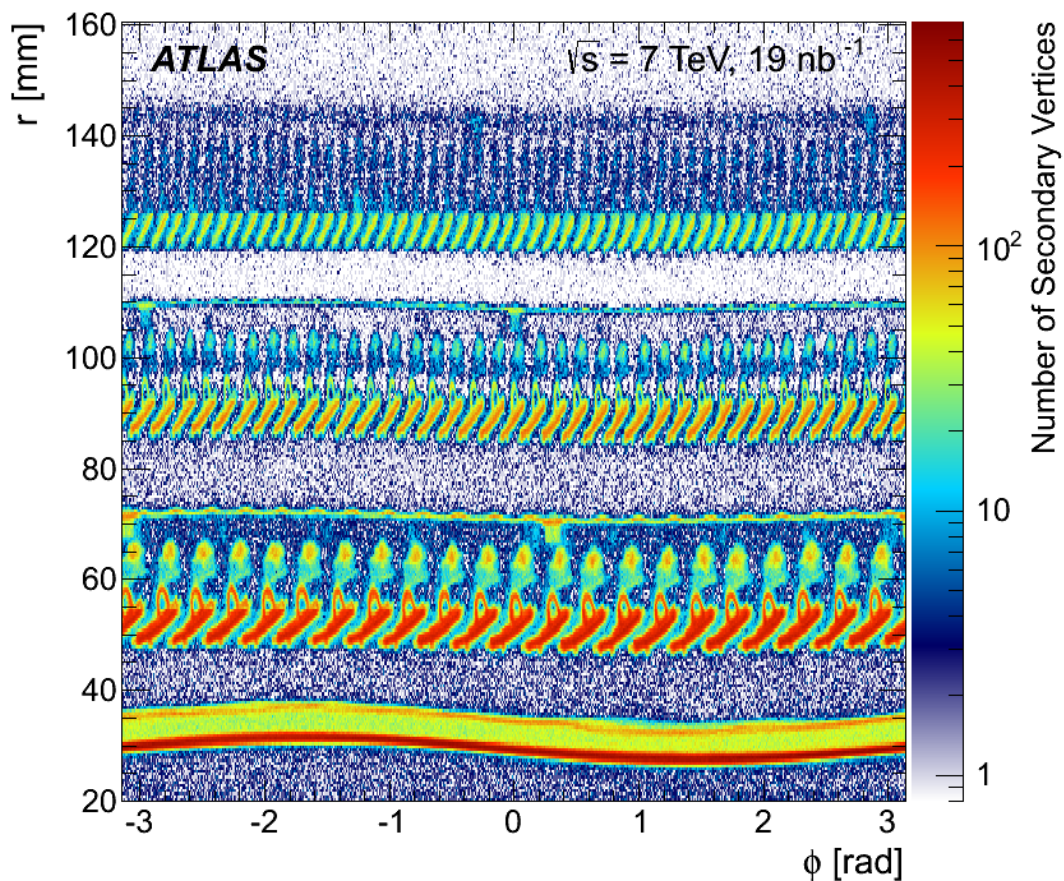 ATLAS
√s = 7 TeV, 19 nb⁻¹
r [mm]
160
140
120
100
80
60
40
20
-3 -2 -1 0 1 2 3
ϕ [rad]
10²
10
1
Number of Secondary Vertices